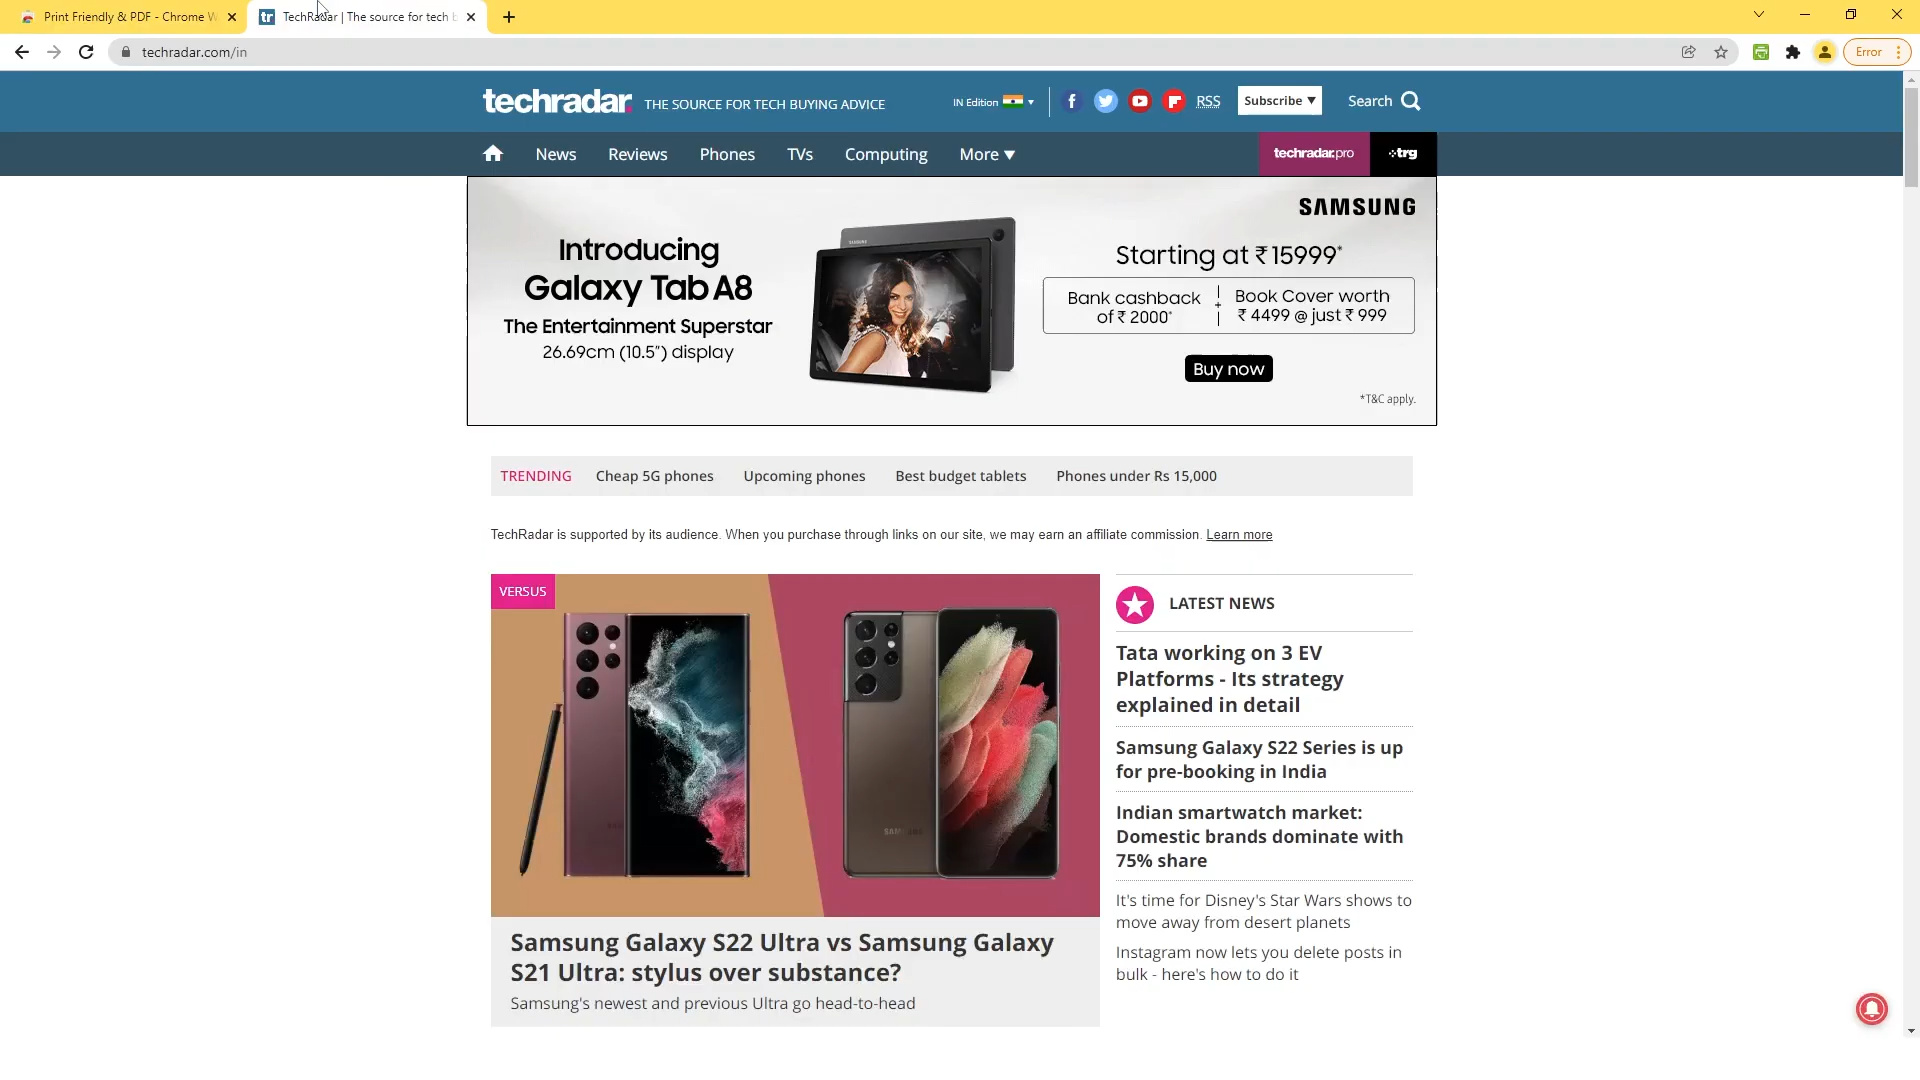 Print Friendly & PDF - Chrome W
TechRadar | The source for tech b
techradar.com/in
Error
techradar. THE SOURCE FOR TECH BUYING ADVICE
IN Edition
RSS
Subscribe ▼
Search
News Reviews Phones TVs Computing More ▼
techradar.pro
trg
SAMSUNG
Introducing
Galaxy Tab A8
The Entertainment Superstar
26.69cm (10.5") display
SAMSUNG
Starting at ₹15999*
Bank cashback
of ₹ 2000*
+
Book Cover worth
₹ 4499 @ just ₹ 999
Buy now
*T&C apply.
TRENDING Cheap 5G phones Upcoming phones Best budget tablets Phones under Rs 15,000
TechRadar is supported by its audience. When you purchase through links on our site, we may earn an affiliate commission. Learn more
VERSUS
Samsung Galaxy S22 Ultra vs Samsung Galaxy
S21 Ultra: stylus over substance?
Samsung's newest and previous Ultra go head-to-head
LATEST NEWS
Tata working on 3 EV
Platforms - Its strategy
explained in detail
Samsung Galaxy S22 Series is up
for pre-booking in India
Indian smartwatch market:
Domestic brands dominate with
75% share
It's time for Disney's Star Wars shows to
move away from desert planets
Instagram now lets you delete posts in
bulk - here's how to do it